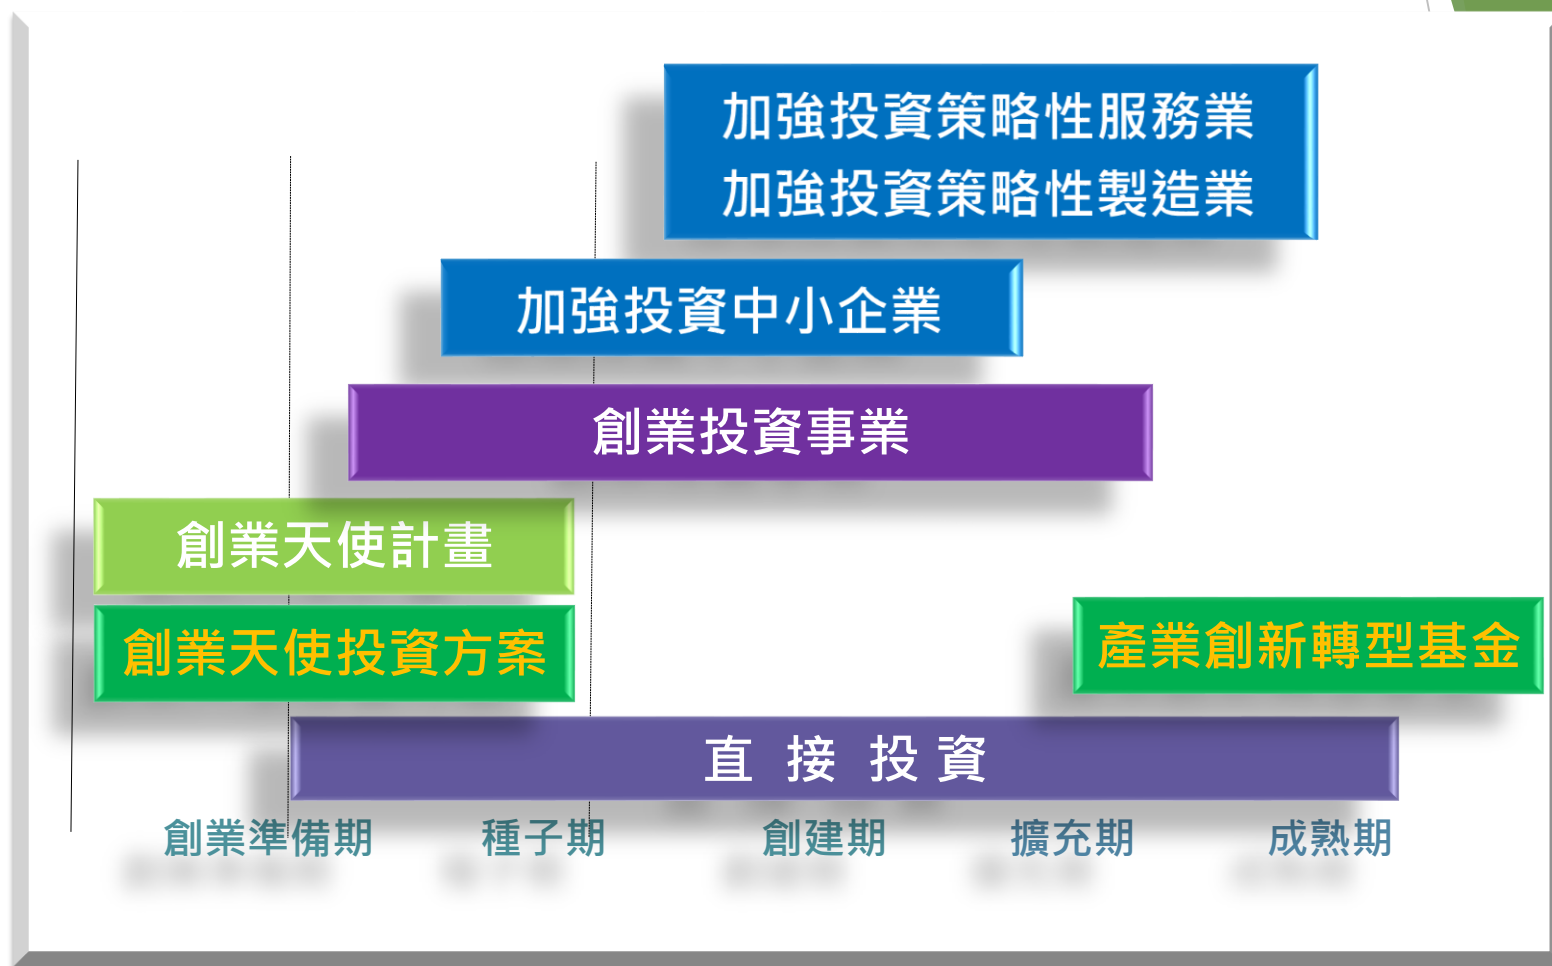 加強投資策略性服務業
加強投資策略性製造業
加強投資中小企業
創業投資事業
創業天使計畫
創業天使投資方案
產業創新轉型基金
直 接 投 資
創業準備期 種子期 創建期 擴充期 成熟期